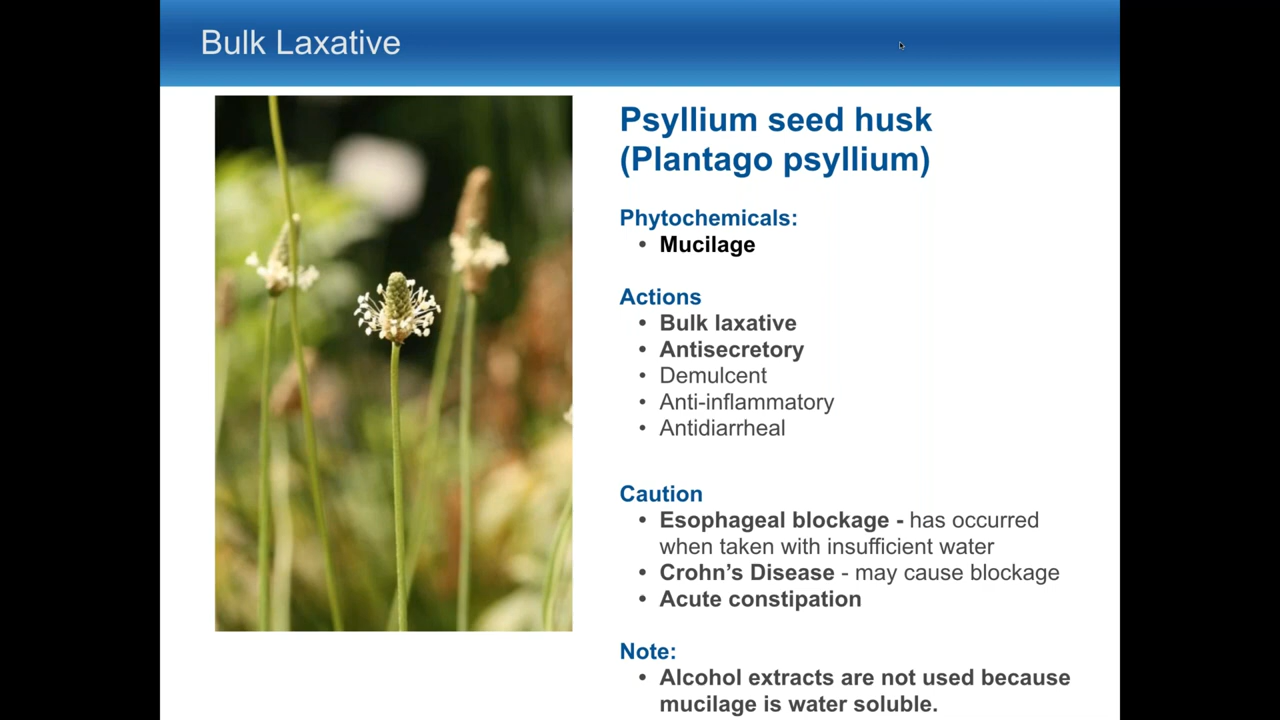 Bulk Laxative
Psyllium seed husk
(Plantago psyllium)
Phytochemicals:
• Mucilage
Actions
• Bulk laxative
• Antisecretory
• Demulcent
• Anti-inflammatory
• Antidiarrheal
Caution
• Esophageal blockage - has occurred
when taken with insufficient water
• Crohn’s Disease - may cause blockage
• Acute constipation
Note:
• Alcohol extracts are not used because
mucilage is water soluble.